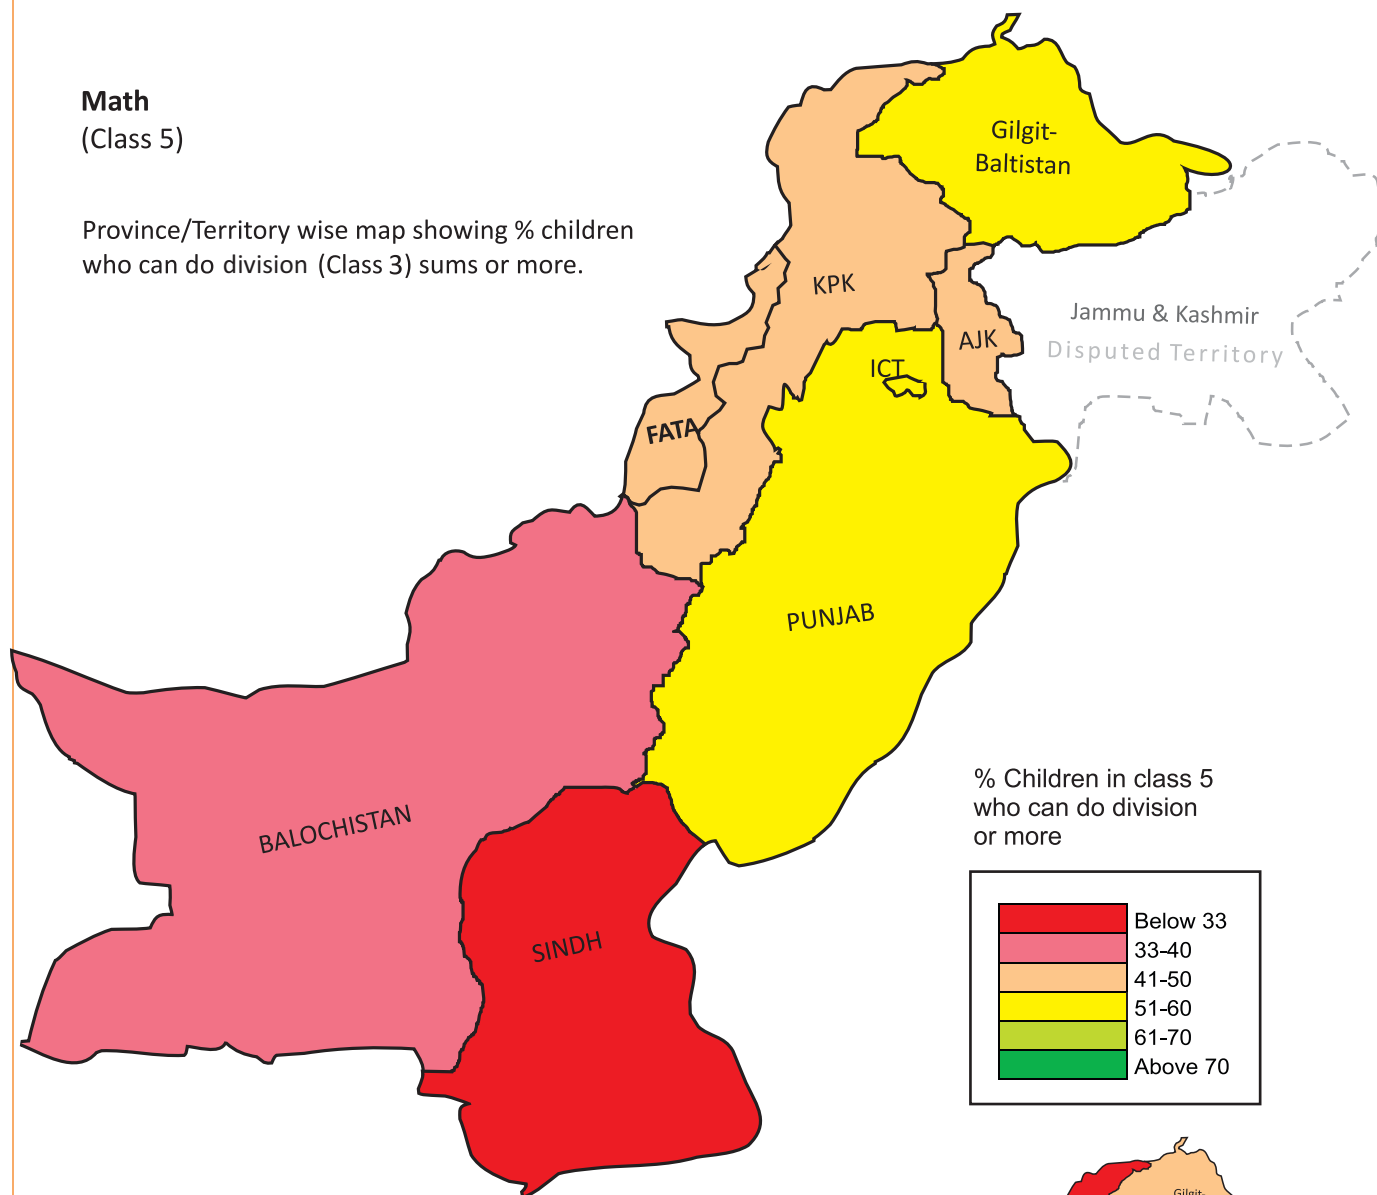 Math
(Class 5)
Province/Territory wise map showing % children
who can do division (Class 3) sums or more.
Gilgit-
Baltistan
KPK
AJK
Jammu & Kashmir
Disputed Territory
ICT
FATA
PUNJAB
BALOCHISTAN
SINDH
% Children in class 5
who can do division
or more
Below 33
33-40
41-50
51-60
61-70
Above 70
Gilgit-